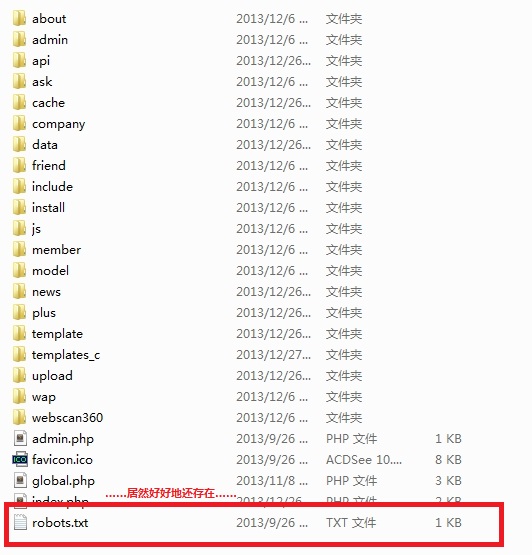 about 2013/12/6 ... 文件夹
admin 2013/12/6 ... 文件夹
api 2013/12/26... 文件夹
ask 2013/12/6 ... 文件夹
cache 2013/12/26... 文件夹
company 2013/12/6 ... 文件夹
data 2013/12/26... 文件夹
friend 2013/12/6 ... 文件夹
include 2013/12/6 ... 文件夹
install 2013/12/6 ... 文件夹
js 2013/12/6 ... 文件夹
member 2013/12/6 ... 文件夹
model 2013/12/6 ... 文件夹
news 2013/12/26... 文件夹
plus 2013/12/26... 文件夹
template 2013/12/26... 文件夹
templates_c 2013/12/27... 文件夹
upload 2013/12/26... 文件夹
wap 2013/12/6 ... 文件夹
webscan360 2013/12/6 ... 文件夹
admin.php 2013/9/26 ... PHP 文件 1 KB
favicon.ico 2013/9/26 ... ACDSee 10.... 8 KB
global.php 2013/11/8 ... PHP 文件 3 KB
......居然好好地还存在......
index.php 2013/12/26... PHP 文件 2 KB
robots.txt 2013/9/26 ... TXT 文件 1 KB